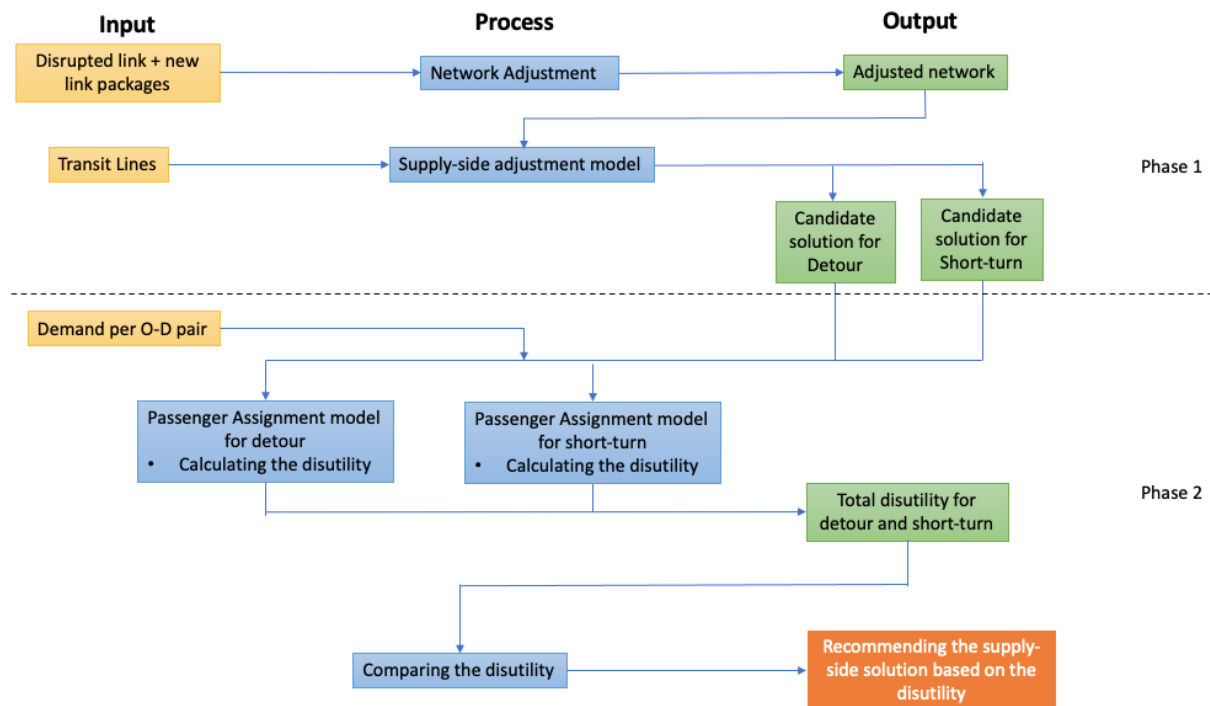 Input
Process
Output
Disrupted link + new
link packages
Network Adjustment
Adjusted network
Transit Lines
Supply-side adjustment model
Phase 1
Candidate
solution for
Detour
Candidate
solution for
Short-turn
Demand per O-D pair
Passenger Assignment model
for detour
• Calculating the disutility
Passenger Assignment model
for short-turn
• Calculating the disutility
Phase 2
Total disutility for
detour and short-turn
Comparing the disutility
Recommending the supply-
side solution based on the
disutility